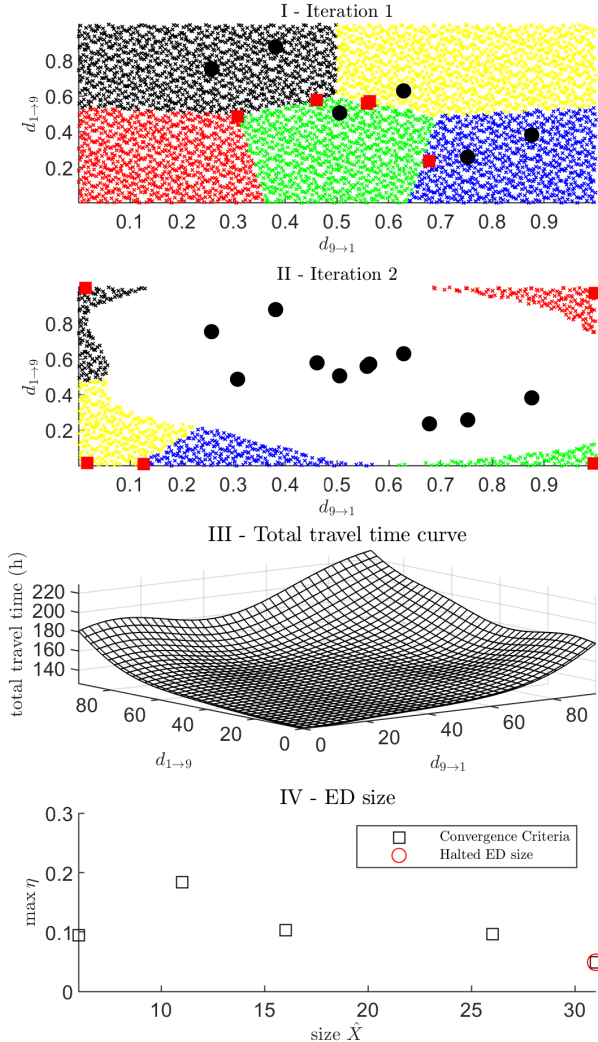 I - Iteration 1
d1→9
0.8
0.6
0.4
0.2
0.1 0.2 0.3 0.4 0.5 0.6 0.7 0.8 0.9
d9→1
II - Iteration 2
d1→9
0.8
0.6
0.4
0.2
0.1 0.2 0.3 0.4 0.5 0.6 0.7 0.8 0.9
d9→1
III - Total travel time curve
total travel time (h)
220
200
180
160
140
80 60 40 20 0
0 20 40 60 80
d1→9
d9→1
IV - ED size
max η
0.3
0.2
0.1
0
Convergence Criteria
Halted ED size
10 15 20 25 30
size X̂